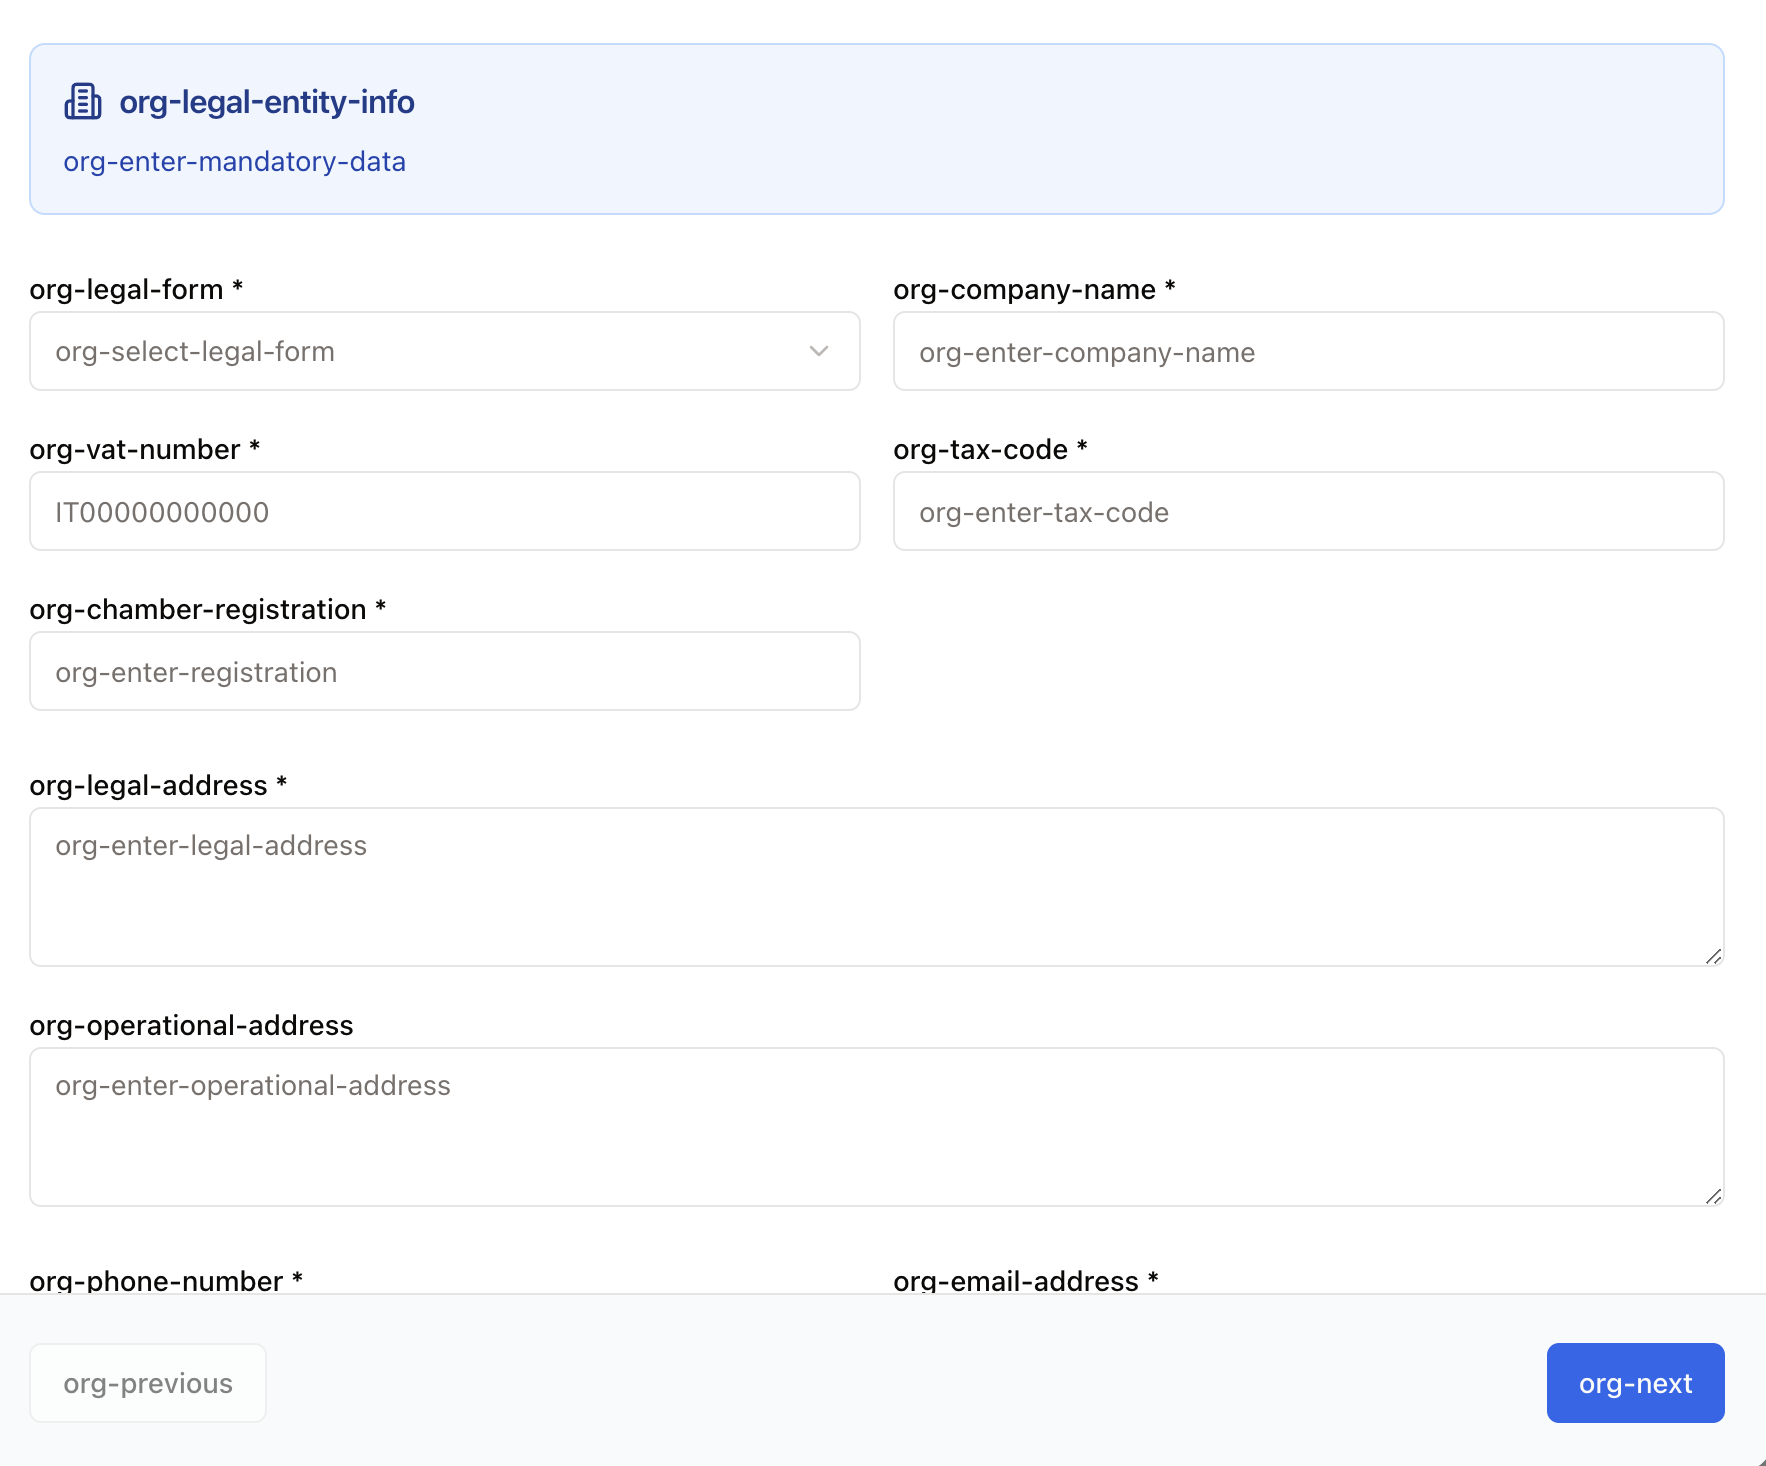 org-legal-entity-info
org-enter-mandatory-data
org-legal-form *
org-select-legal-form
org-company-name *
org-enter-company-name
org-vat-number *
IT00000000000
org-tax-code *
org-enter-tax-code
org-chamber-registration *
org-enter-registration
org-legal-address *
org-enter-legal-address
org-operational-address
org-enter-operational-address
org-phone-number *
org-email-address *
org-previous
org-next